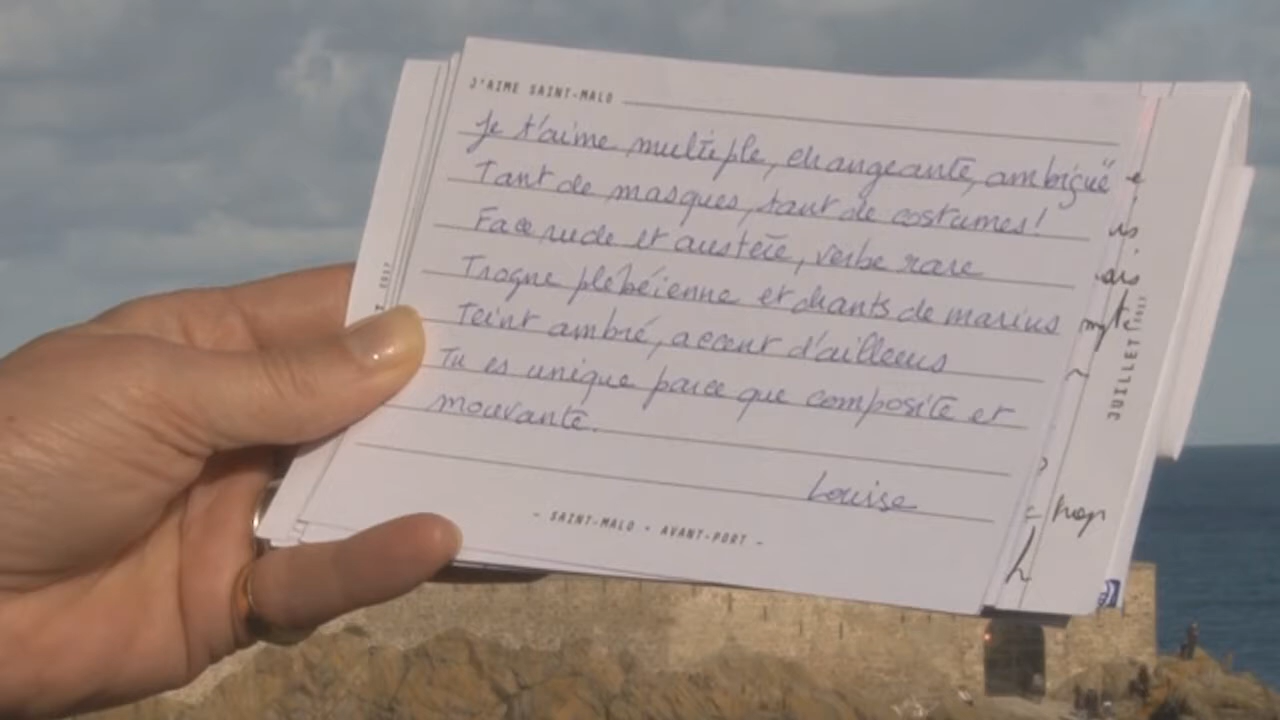 J'AIME SAINT-MALO
Je t'aime multiple, changeante, ambiguë
Tant de masques, tant de costumes!
Face rude et austère, verbe rare
Trogne plébéienne et chants de marins
Teint ambré, accent d'ailleurs
Tu es unique parce que composite et
mouvante.
Louise
- SAINT-MALO - AVANT-PORT -
JUILLET
hop